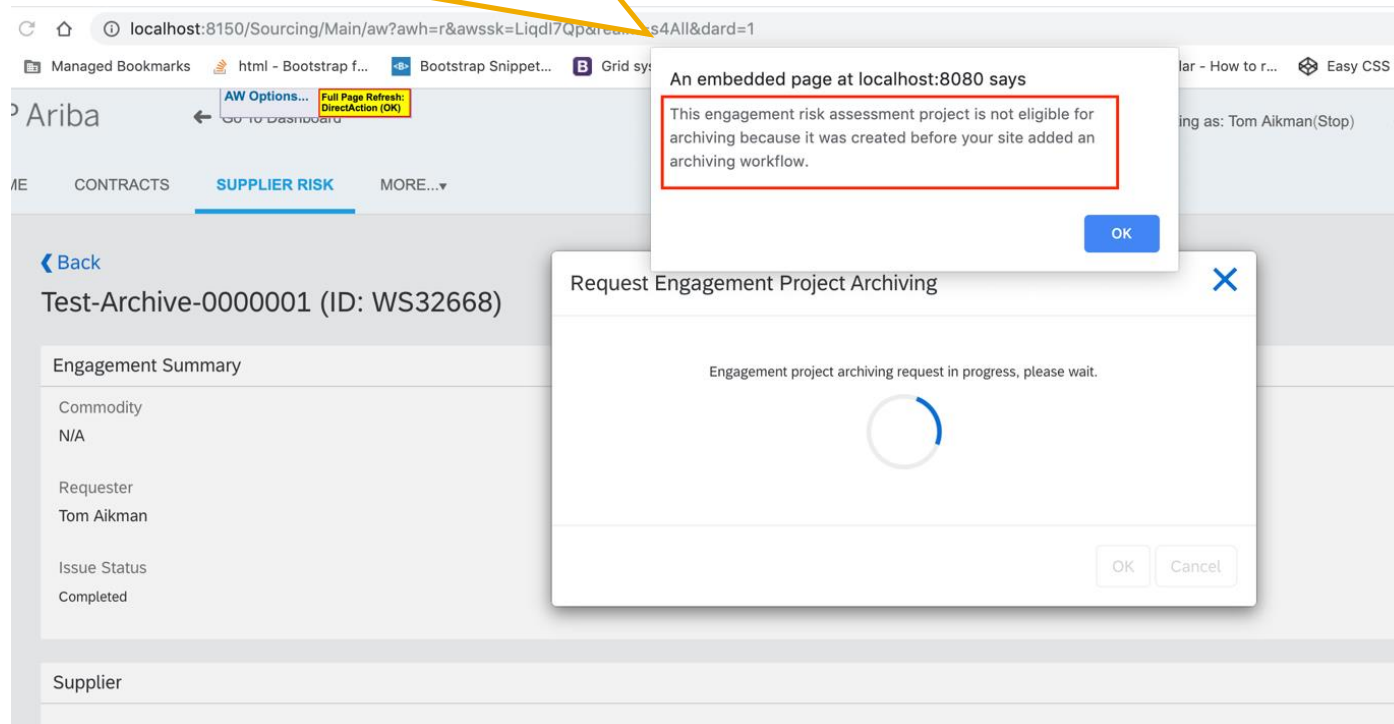 localhost:8150/Sourcing/Main/aw?awh=r&awssk=LiqdI7Qp& s4All&dard=1
Managed Bookmarks html - Bootstrap f... Bootstrap Snippet... B Grid sy lar - How to r... Easy CSS
An embedded page at localhost:8080 says
This engagement risk assessment project is not eligible for
archiving because it was created before your site added an
archiving workflow.
OK
P Ariba
AW Options...
Full Page Refresh:
DirectAction (OK)
Go To Dashboard
ing as: Tom Aikman(Stop)
ME CONTRACTS SUPPLIER RISK MORE...▾
Back
Test-Archive-0000001 (ID: WS32668)
Request Engagement Project Archiving
Engagement project archiving request in progress, please wait.
OK Cancel
Engagement Summary
Commodity
N/A
Requester
Tom Aikman
Issue Status
Completed
Supplier